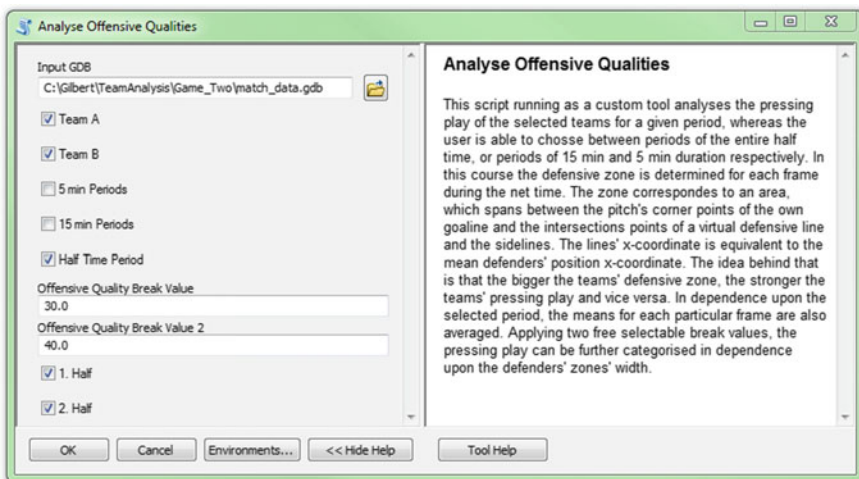 Analyse Offensive Qualities
Input GDB
C:\Gilbert\TeamAnalysis\Game_Two\match_data.gdb
Team A
Team B
5 min Periods
15 min Periods
Half Time Period
Offensive Quality Break Value
30.0
Offensive Quality Break Value 2
40.0
1. Half
2. Half
OK
Cancel
Environments...
<< Hide Help
Analyse Offensive Qualities
This script running as a custom tool analyses the pressing
play of the selected teams for a given period, whereas the
user is able to chosse between periods of the entire half
time, or periods of 15 min and 5 min duration respectively. In
this course the defensive zone is determined for each frame
during the net time. The zone correspondes to an area,
which spans between the pitch's corner points of the own
goaline and the intersections points of a virtual defensive line
and the sidelines. The lines' x-coordinate is equivalent to the
mean defenders' position x-coordinate. The idea behind that
is that the bigger the teams' defensive zone, the stronger the
teams' pressing play and vice versa. In dependence upon the
selected period, the means for each particular frame are also
averaged. Applying two free selectable break values, the
pressing play can be further categorised in dependence
upon the defenders' zones' width.
Tool Help